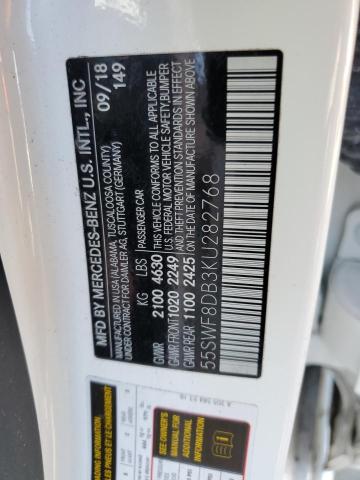 MFD BY MERCEDES-BENZ U.S. INTL., INC
MANUFACTURED IN USA (ALABAMA, TUSCALOOSA COUNTY)
UNDER CONTRACT FOR DAIMLER AG, STUTTGART (GERMANY)
09/18
149
PASSENGER CAR
KG LBS
GVWR 2100 4630
GAWR FRONT 1020 2249
GAWR REAR 1100 2425
THIS VEHICLE CONFORMS TO ALL APPLICABLE
U.S. FEDERAL MOTOR VEHICLE SAFETY, BUMPER
AND THEFT PREVENTION STANDARDS IN EFFECT
ON THE DATE OF MANUFACTURE SHOWN ABOVE.
55SWF8DB3KU282768
LOADING INFORMATION
SEE OWNER'S
MANUAL FOR
ADDITIONAL